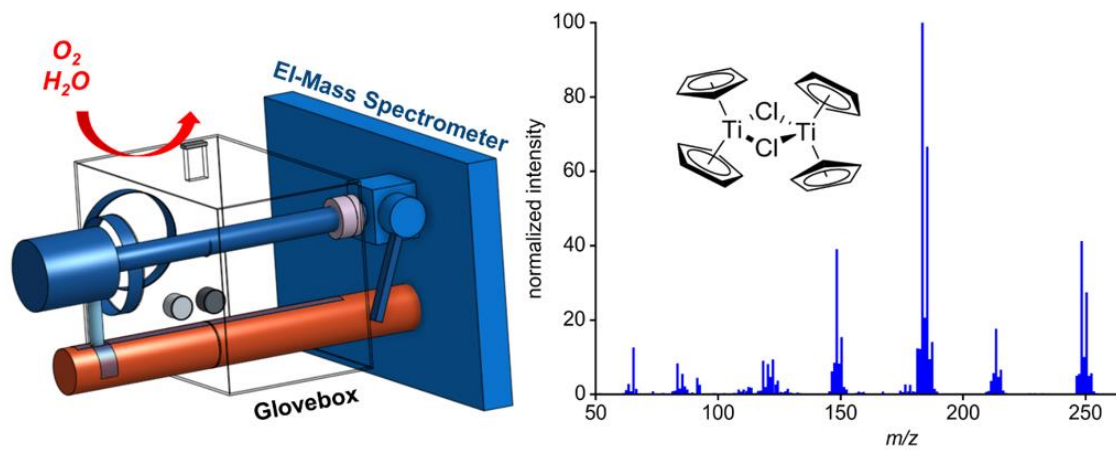 O2
H2O
EI-Mass Spectrometer
Glovebox
normalized intensity
100
80
60
40
20
0
Cl
Ti
Ti
Cl
50
100
150
200
250
m/z